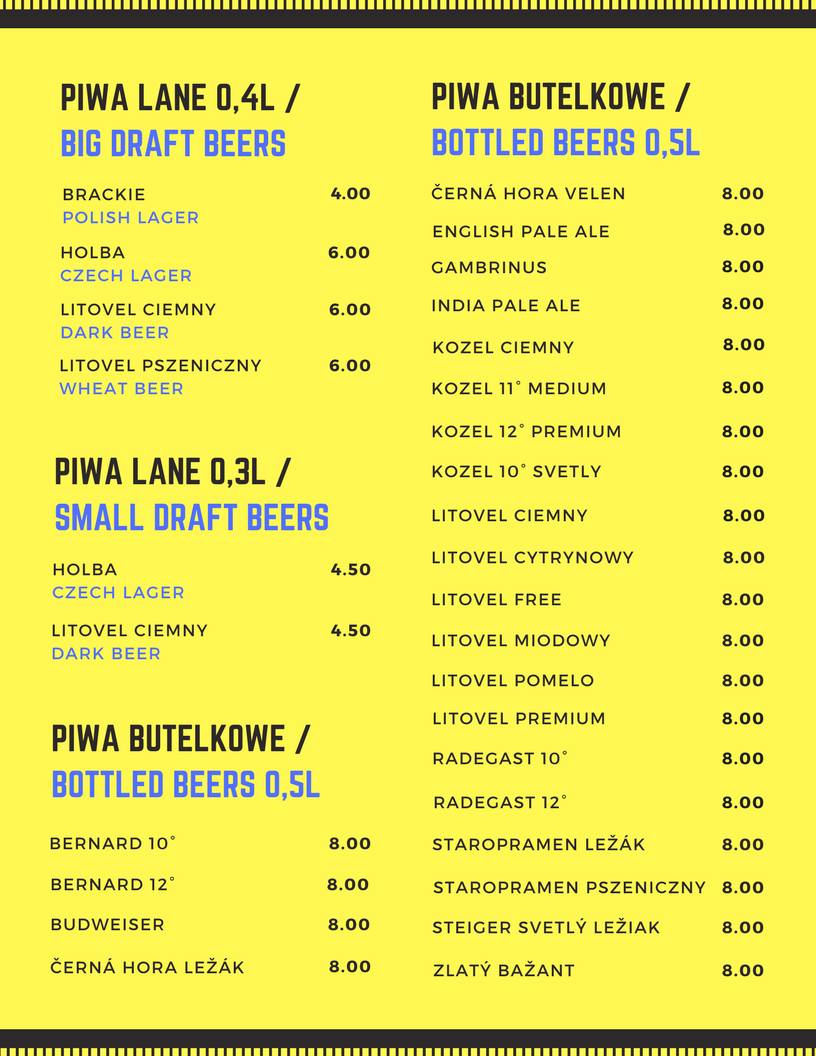 PIWA LANE 0,4L /
BIG DRAFT BEERS
BRACKIE 4.00
POLISH LAGER
HOLBA 6.00
CZECH LAGER
LITOVEL CIEMNY 6.00
DARK BEER
LITOVEL PSZENICZNY 6.00
WHEAT BEER
PIWA LANE 0,3L /
SMALL DRAFT BEERS
HOLBA 4.50
CZECH LAGER
LITOVEL CIEMNY 4.50
DARK BEER
PIWA BUTELKOWE /
BOTTLED BEERS 0,5L
BERNARD 10° 8.00
BERNARD 12° 8.00
BUDWEISER 8.00
ČERNÁ HORA LEŽÁK 8.00
PIWA BUTELKOWE /
BOTTLED BEERS 0,5L
ČERNÁ HORA VELEN 8.00
ENGLISH PALE ALE 8.00
GAMBRINUS 8.00
INDIA PALE ALE 8.00
KOZEL CIEMNY 8.00
KOZEL 11° MEDIUM 8.00
KOZEL 12° PREMIUM 8.00
KOZEL 10° SVETLY 8.00
LITOVEL CIEMNY 8.00
LITOVEL CYTRYNOWY 8.00
LITOVEL FREE 8.00
LITOVEL MIODOWY 8.00
LITOVEL POMELO 8.00
LITOVEL PREMIUM 8.00
RADEGAST 10° 8.00
RADEGAST 12° 8.00
STAROPRAMEN LEŽÁK 8.00
STAROPRAMEN PSZENICZNY 8.00
STEIGER SVETLÝ LEŽIAK 8.00
ZLATÝ BAŽANT 8.00